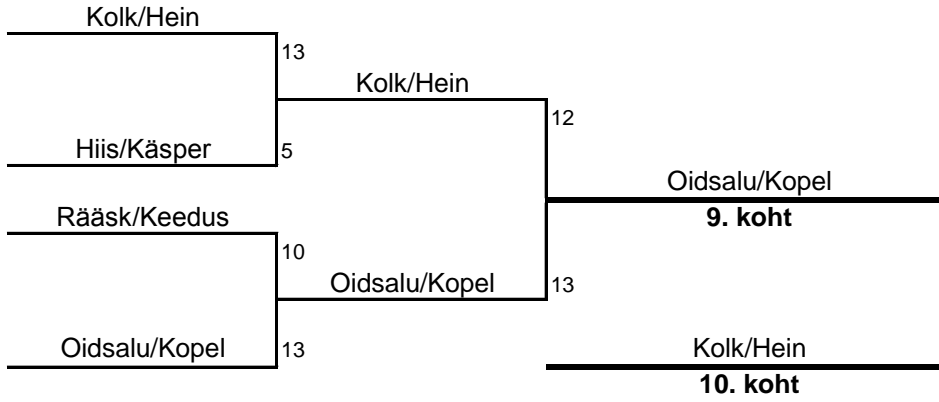 Kolk/Hein
13
Kolk/Hein
12
Hiis/Käsper
5
Oidsalu/Kopel
9. koht
Rääsk/Keedus
10
Oidsalu/Kopel
13
Oidsalu/Kopel
13
Kolk/Hein
10. koht